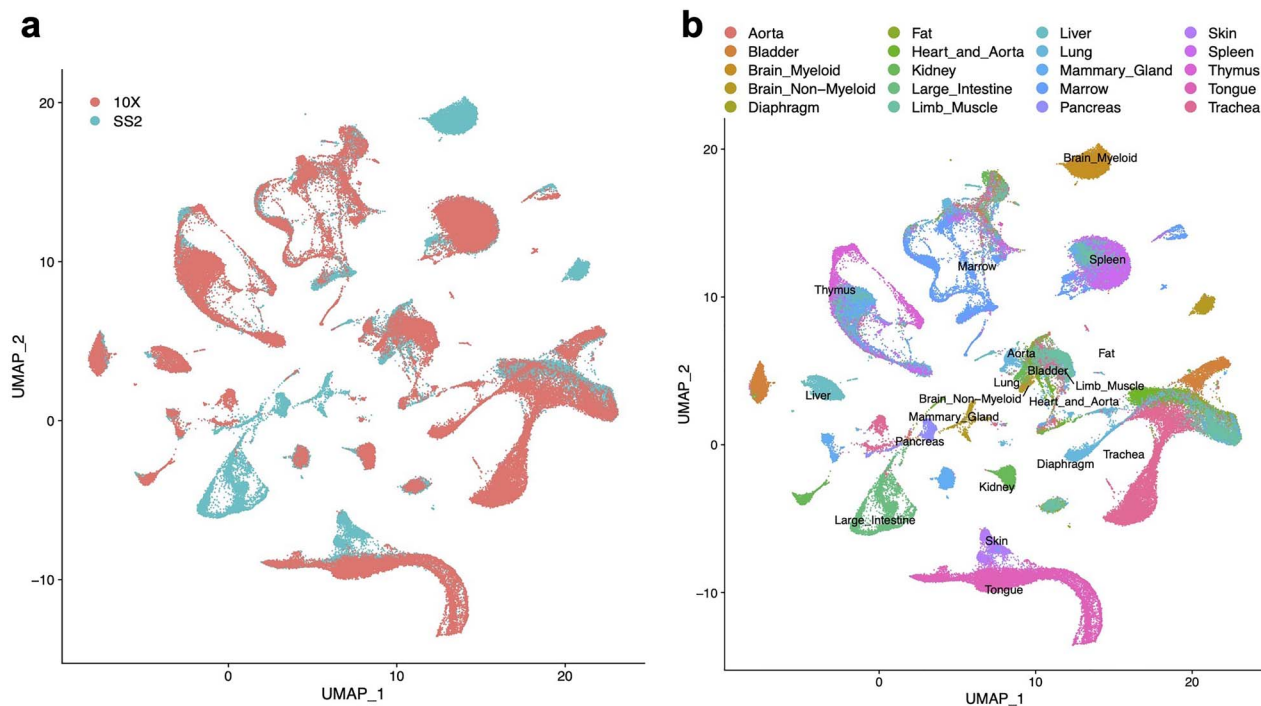 a
10X
SS2
20
10
0
−10
UMAP_2
0
10
20
UMAP_1
b
Aorta
Bladder
Brain_Myeloid
Brain_Non−Myeloid
Diaphragm
Fat
Heart_and_Aorta
Kidney
Large_Intestine
Limb_Muscle
Liver
Lung
Mammary_Gland
Marrow
Pancreas
Skin
Spleen
Thymus
Tongue
Trachea
20
10
0
−10
UMAP_2
Brain_Myeloid
Spleen
Marrow
Thymus
Aorta
Fat
Bladder
Lung
Limb_Muscle
Liver
Brain_Non−Myeloid
Heart_and_Aorta
Mammary_Gland
Pancreas
Trachea
Diaphragm
Kidney
Large_Intestine
Skin
Tongue
0
10
20
UMAP_1